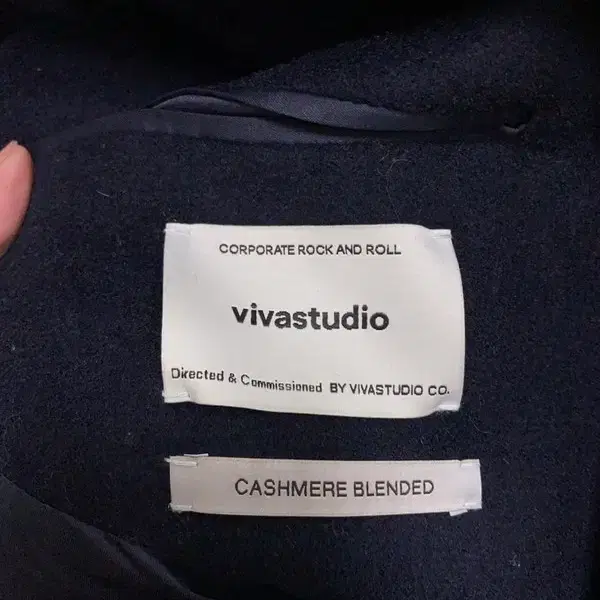 CORPORATE ROCK AND ROLL
vivastudio
Directed & Commissioned BY VIVASTUDIO CO.
CASHMERE BLENDED